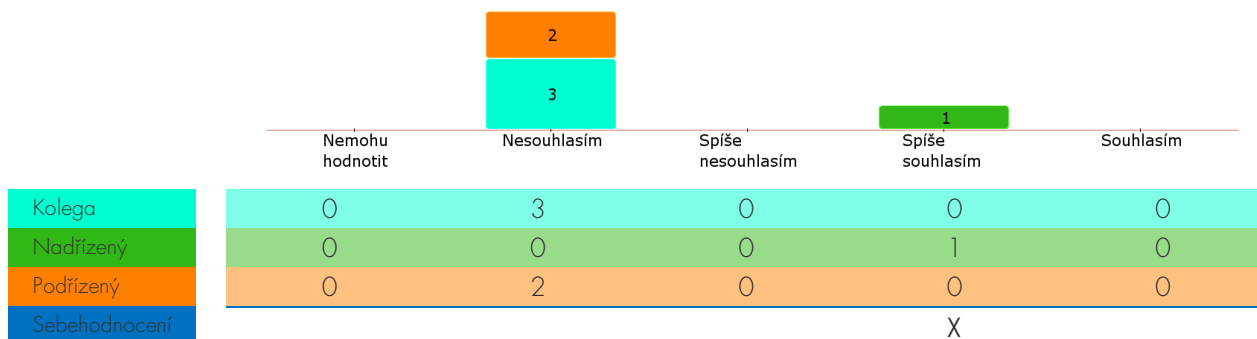 2
3
1
Nemohu
hodnotit
Nesouhlasím
Spíše
nesouhlasím
Spíše
souhlasím
Souhlasím
Kolega 0 3 0 0 0
Nadřízený 0 0 0 1 0
Podřízený 0 2 0 0 0
Sebehodnocení X